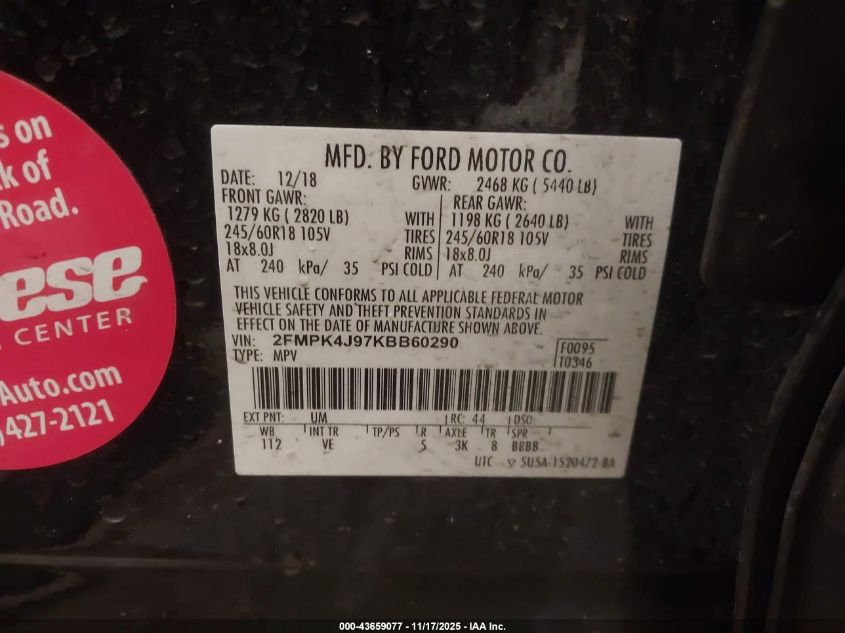 s on
k of
Road.
ese
CENTER
Auto.com
)427-2121
MFD. BY FORD MOTOR CO.
DATE: 12/18 GVWR: 2468 KG ( 5440 LB)
FRONT GAWR: REAR GAWR:
1279 KG ( 2820 LB) WITH 1198 KG ( 2640 LB) WITH
245/60R18 105V TIRES 245/60R18 105V TIRES
18x8.0J RIMS 18x8.0J RIMS
AT 240 kPa/ 35 PSI COLD AT 240 kPa/ 35 PSI COLD
THIS VEHICLE CONFORMS TO ALL APPLICABLE FEDERAL MOTOR
VEHICLE SAFETY AND THEFT PREVENTION STANDARDS IN
EFFECT ON THE DATE OF MANUFACTURE SHOWN ABOVE.
VIN: 2FMPK4J97KBB60290
TYPE: MPV
F0095
T0346
EXT PNT: UM RC: 44 DSO:
WB INT TR TP/PS R AXLE TR SPR
112 VE 5 3K 8 BBBB
UTC ▽ 5U5A-1520472-BA
000-43659077 - 11/17/2025 - IAA Inc.